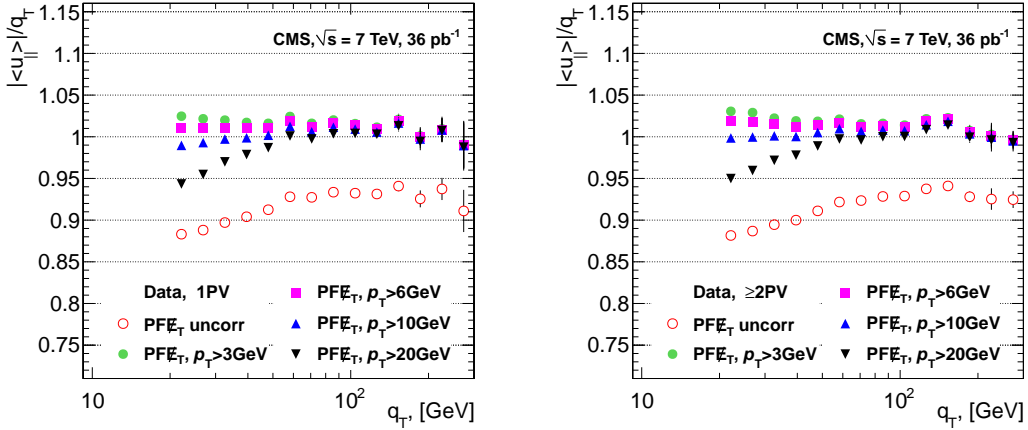 |<u||>|/qT
1.15
1.1
1.05
1
0.95
0.9
0.85
0.8
0.75
CMS, √s = 7 TeV, 36 pb-1
Data, 1PV
PFE̸T uncorr
PFE̸T, pT>3GeV
PFE̸T, pT>6GeV
PFE̸T, pT>10GeV
PFE̸T, pT>20GeV
10
10²
qT, [GeV]
|<u||>|/qT
1.15
1.1
1.05
1
0.95
0.9
0.85
0.8
0.75
CMS, √s = 7 TeV, 36 pb-1
Data, ≥2PV
PFE̸T uncorr
PFE̸T, pT>3GeV
PFE̸T, pT>6GeV
PFE̸T, pT>10GeV
PFE̸T, pT>20GeV
10
10²
qT, [GeV]